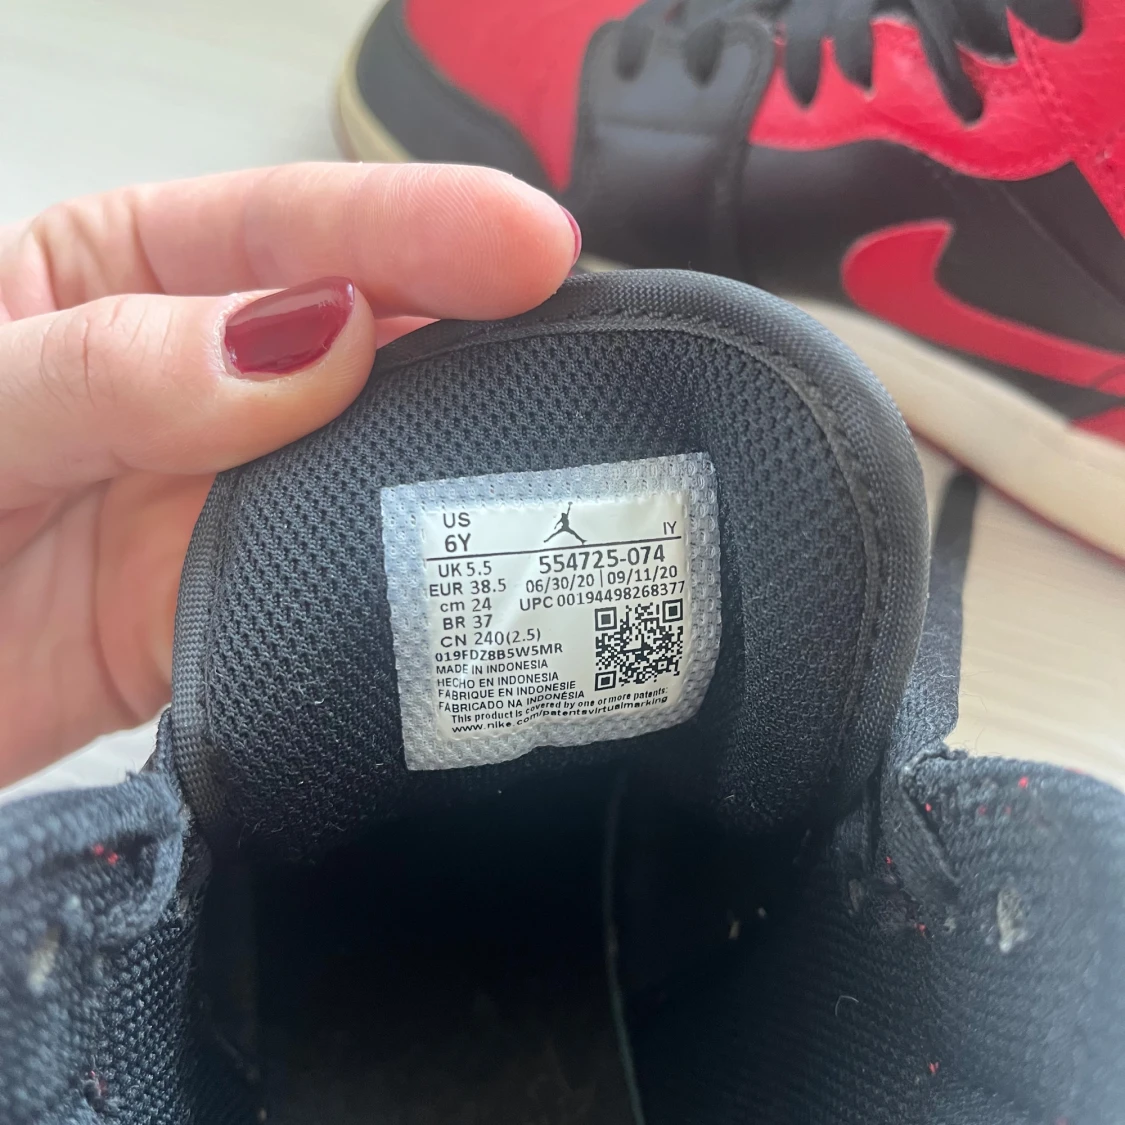 US
6Y
IY
UK 5.5
EUR 38.5
cm 24
BR 37
CN 240(2.5)
554725-074
06/30/20 | 09/11/20
UPC 00194498268377
019FDZ8B5W5MR
MADE IN INDONESIA
HECHO EN INDONESIA
FABRIQUE EN INDONESIE
FABRICADO NA INDONÉSIA
This product is covered by one or more patents:
www.nike.com/patentsvirtualmarking